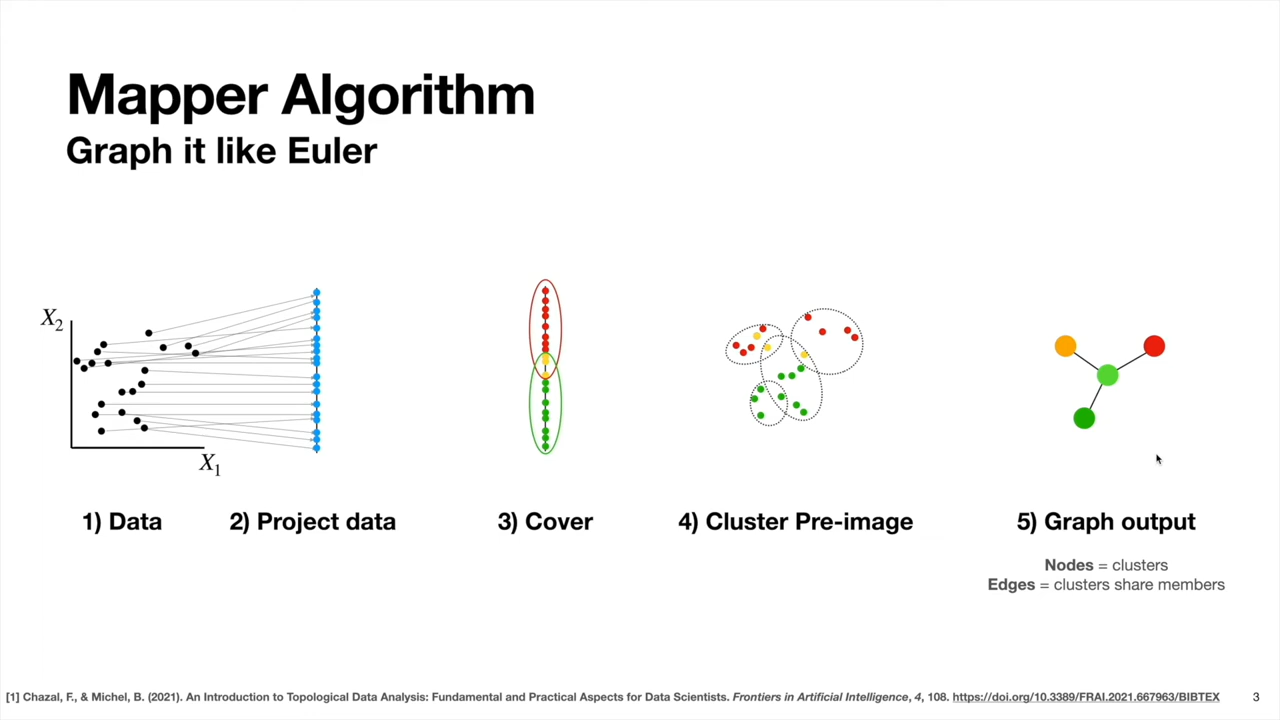 Mapper Algorithm
Graph it like Euler
X2
X1
1) Data
2) Project data
3) Cover
4) Cluster Pre-image
5) Graph output
Nodes = clusters
Edges = clusters share members
[1] Chazal, F., & Michel, B. (2021). An Introduction to Topological Data Analysis: Fundamental and Practical Aspects for Data Scientists. Frontiers in Artificial Intelligence, 4, 108. https://doi.org/10.3389/FRAI.2021.667963/BIBTEX
3